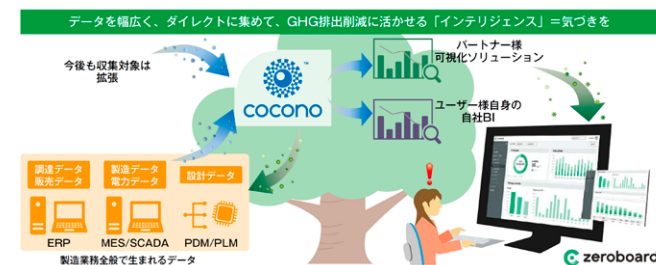 データを幅広く、ダイレクトに集めて、GHG排出削減に活かせる「インテリジェンス」＝気づきを
今後も収集対象は
拡張
cocono
TM
パートナー様
可視化ソリューション
ユーザー様自身の
自社BI
調達データ
販売データ
製造データ
電力データ
設計データ
ERP
MES/SCADA
PDM/PLM
製造業務全般で生まれるデータ
zeroboard